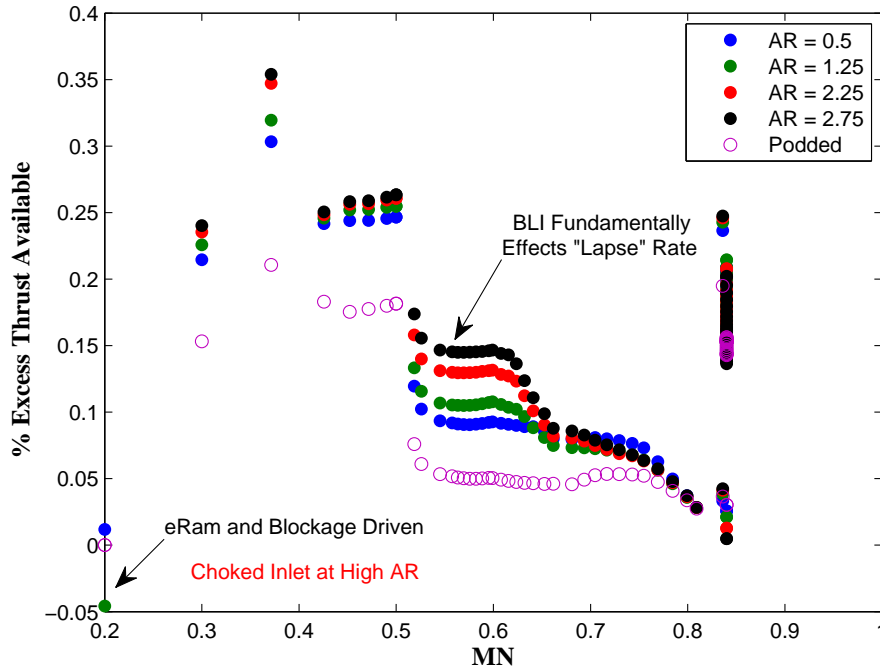 0.4
0.35
0.3
0.25
0.2
0.15
0.1
0.05
0
−0.05
% Excess Thrust Available
AR = 0.5
AR = 1.25
AR = 2.25
AR = 2.75
Podded
BLI Fundamentally
Effects "Lapse" Rate
eRam and Blockage Driven
Choked Inlet at High AR
0.2 0.3 0.4 0.5 0.6 0.7 0.8 0.9 1
MN